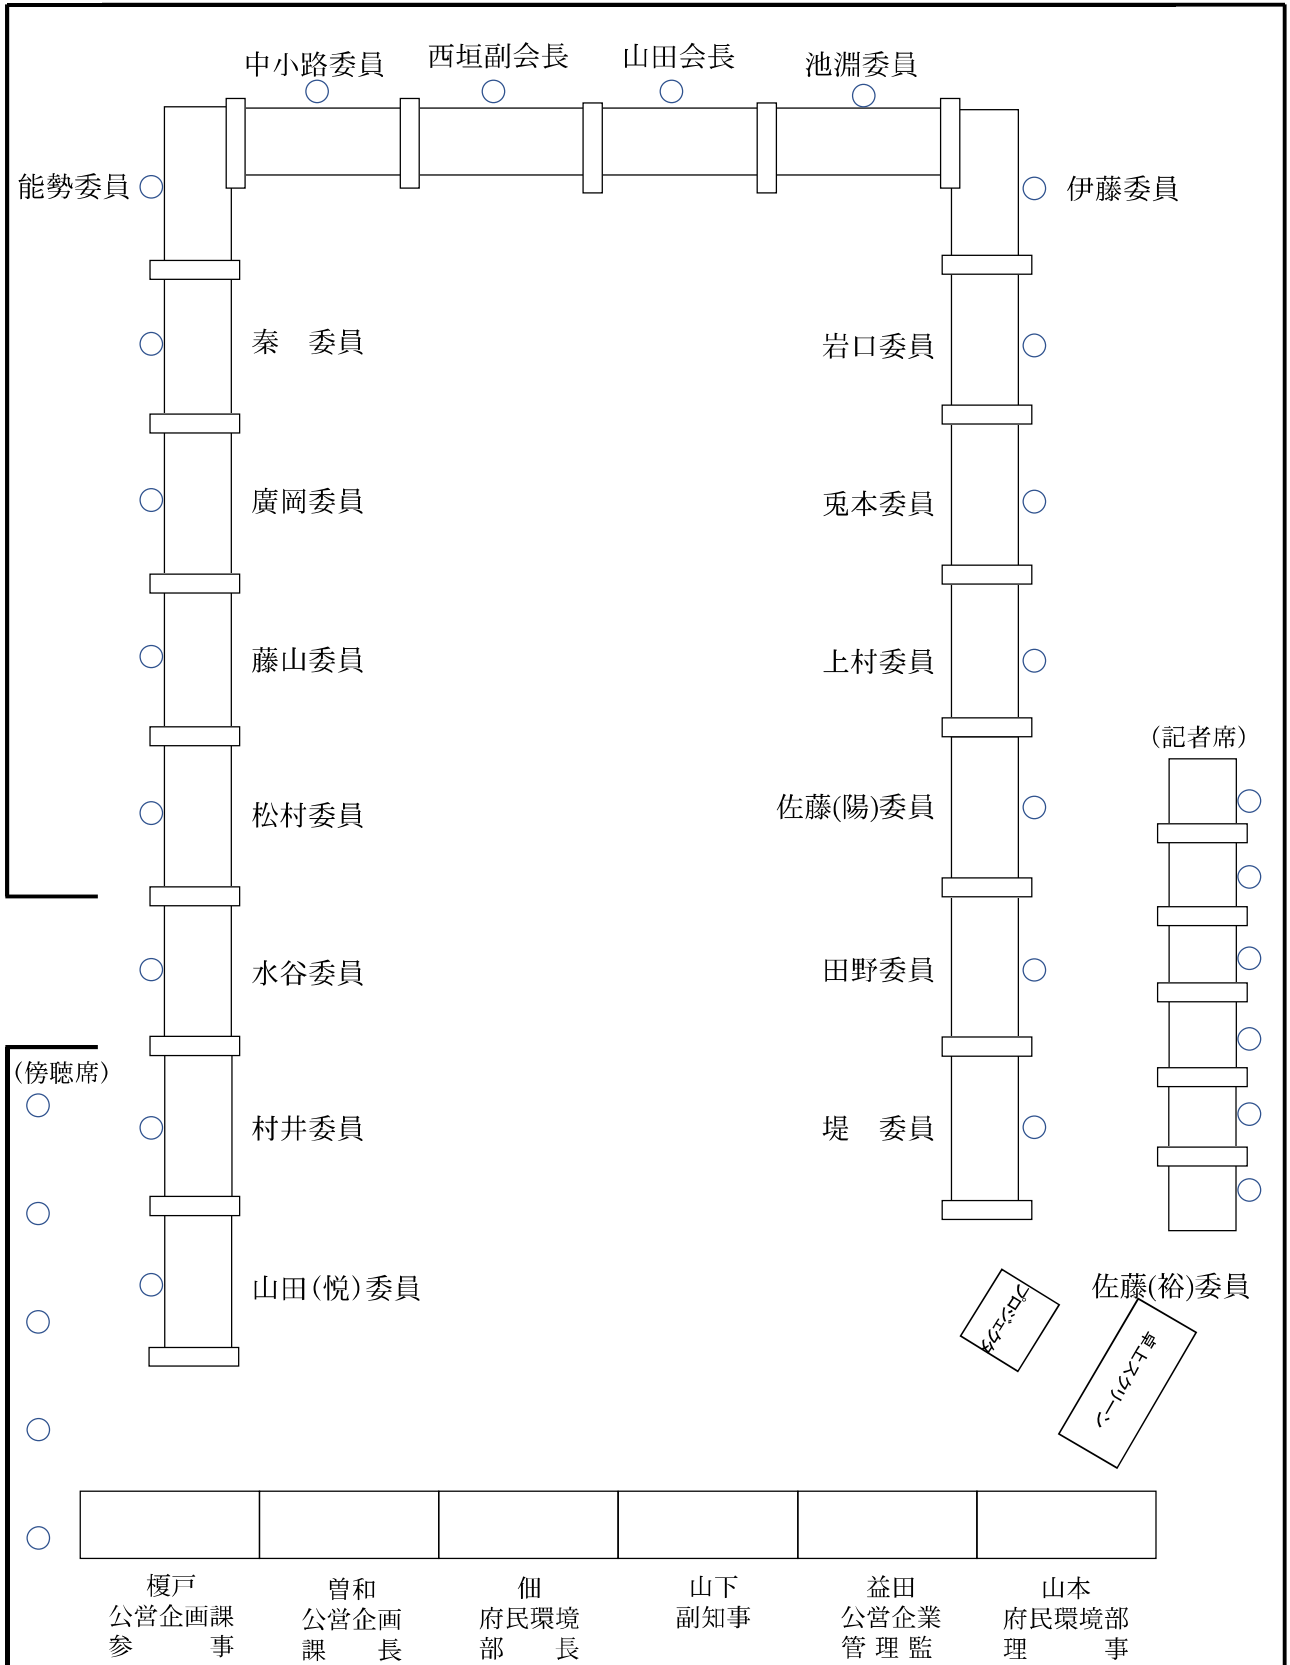 中小路委員
西垣副会長
山田会長
池淵委員
能勢委員
伊藤委員
秦　委員
岩口委員
廣岡委員
兎本委員
藤山委員
上村委員
(記者席)
松村委員
佐藤(陽)委員
水谷委員
田野委員
(傍聴席)
村井委員
堤　委員
山田(悦)委員
佐藤(裕)委員
プロジェクタ
卓上スクリーン
榎戸
公営企画課
参　　　事
曽和
公営企画
課　　長
佃
府民環境
部　　長
山下
副知事
益田
公営企業
管 理 監
山本
府民環境部
理　　　事